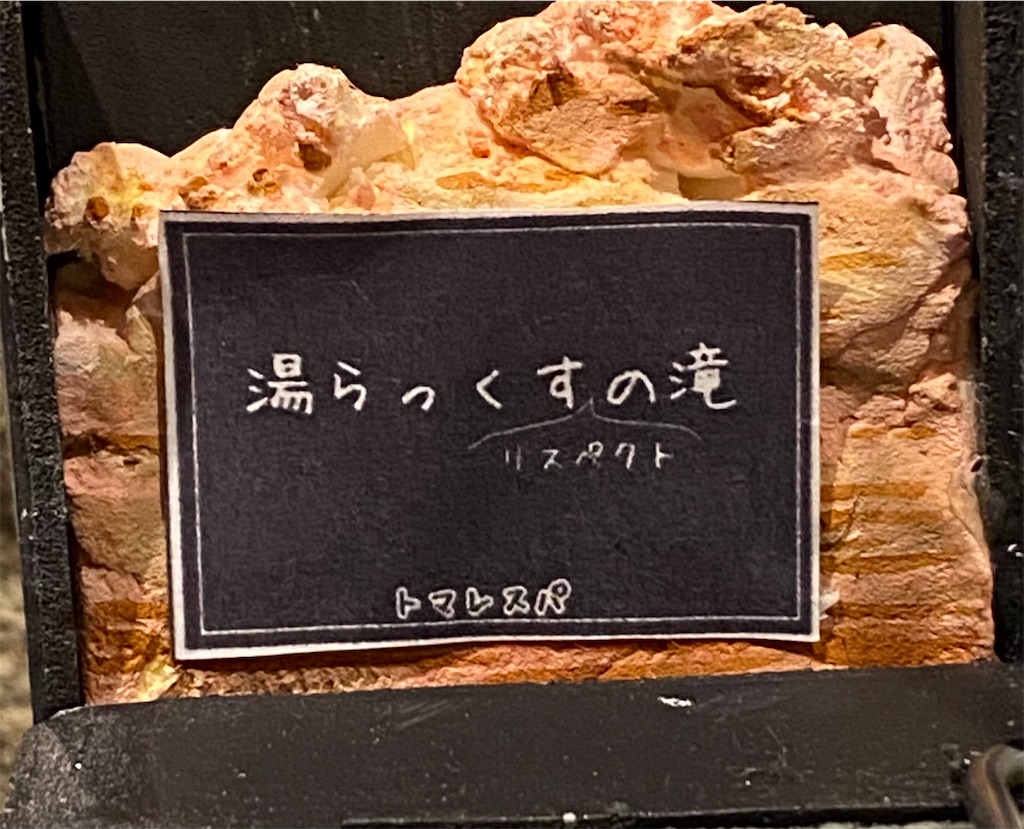 湯らっくすの滝
リスペクト
トマレスパ